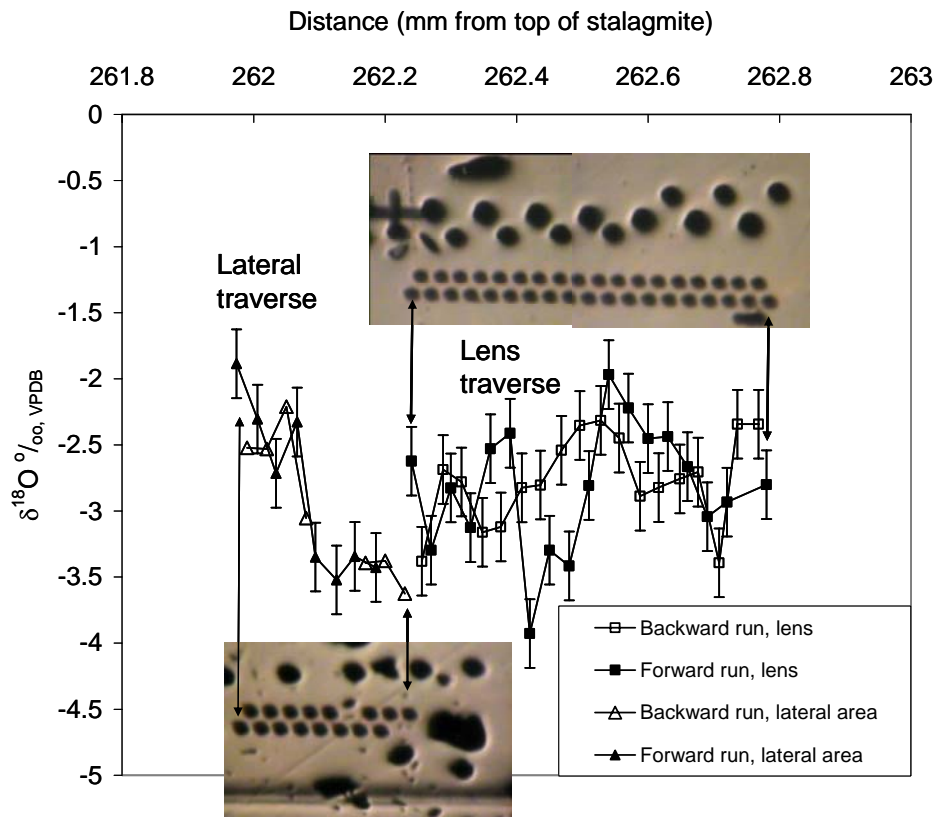 Distance (mm from top of stalagmite)
261.8 262 262.2 262.4 262.6 262.8 263
0
-0.5
-1
-1.5
-2
-2.5
-3
-3.5
-4
-4.5
-5
δ18O °/oo, VPDB
Lateral
traverse
Lens
traverse
Backward run, lens
Forward run, lens
Backward run, lateral area
Forward run, lateral area